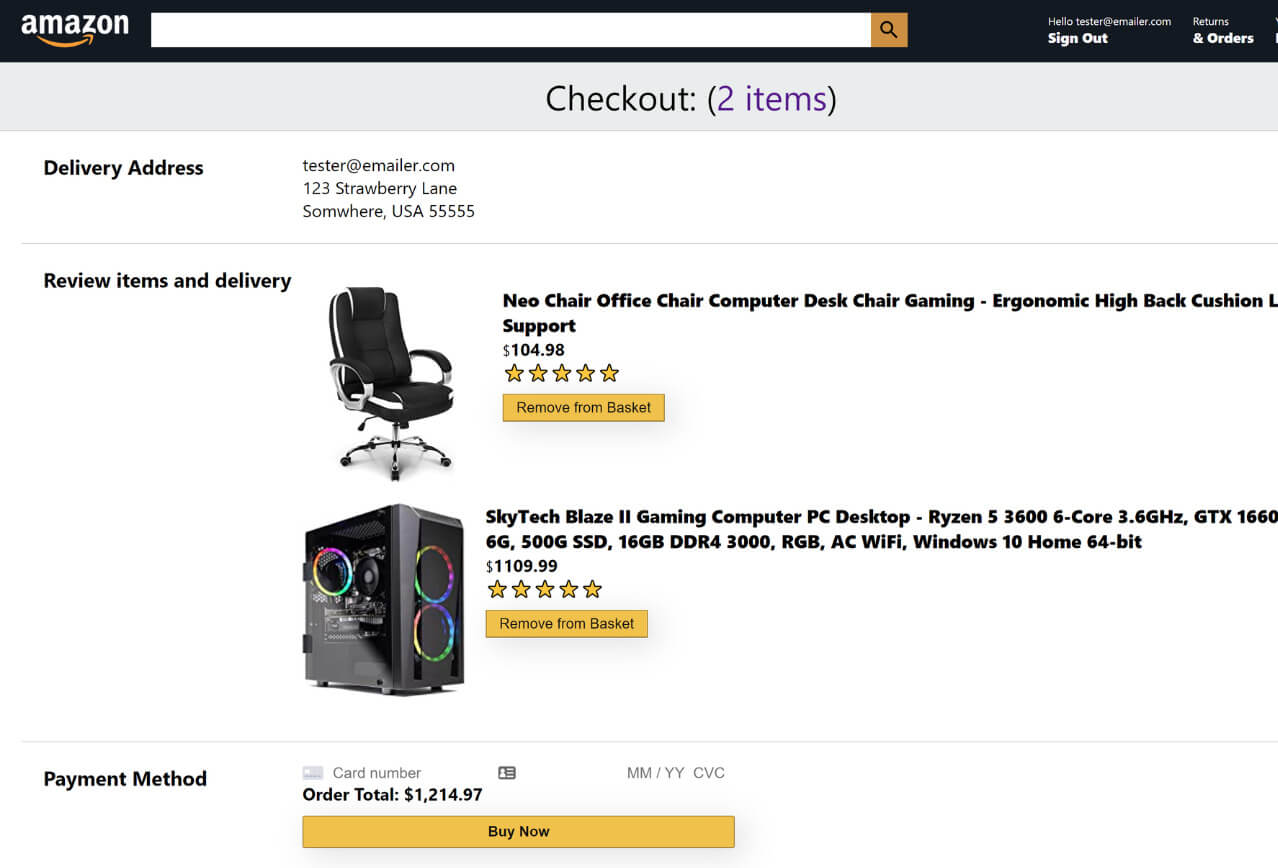 amazon
Hello tester@emailer.com
Sign Out
Returns
& Orders
Checkout: (2 items)
Delivery Address
tester@emailer.com
123 Strawberry Lane
Somwhere, USA 55555
Review items and delivery
Neo Chair Office Chair Computer Desk Chair Gaming - Ergonomic High Back Cushion L
Support
$104.98
Remove from Basket
SkyTech Blaze II Gaming Computer PC Desktop - Ryzen 5 3600 6-Core 3.6GHz, GTX 1660
6G, 500G SSD, 16GB DDR4 3000, RGB, AC WiFi, Windows 10 Home 64-bit
$1109.99
Remove from Basket
Payment Method
Card number MM / YY CVC
Order Total: $1,214.97
Buy Now